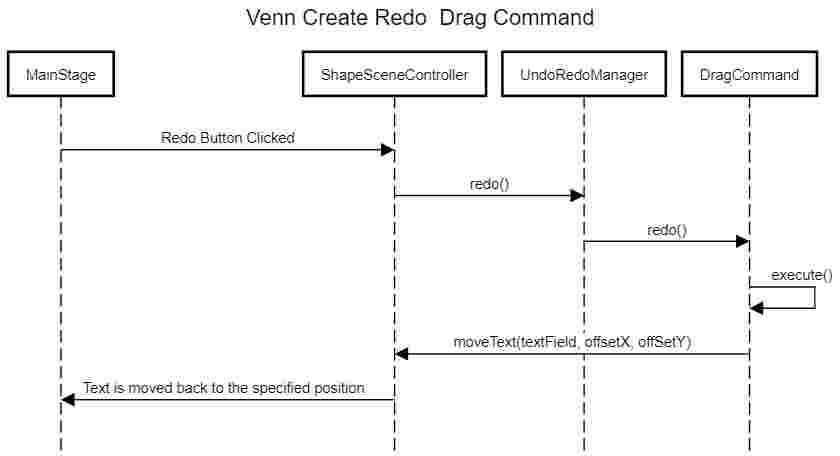 Venn Create Redo  Drag Command
MainStage
ShapeSceneController
UndoRedoManager
DragCommand
Redo Button Clicked
redo()
redo()
execute()
moveText(textField, offsetX, offSetY)
Text is moved back to the specified position